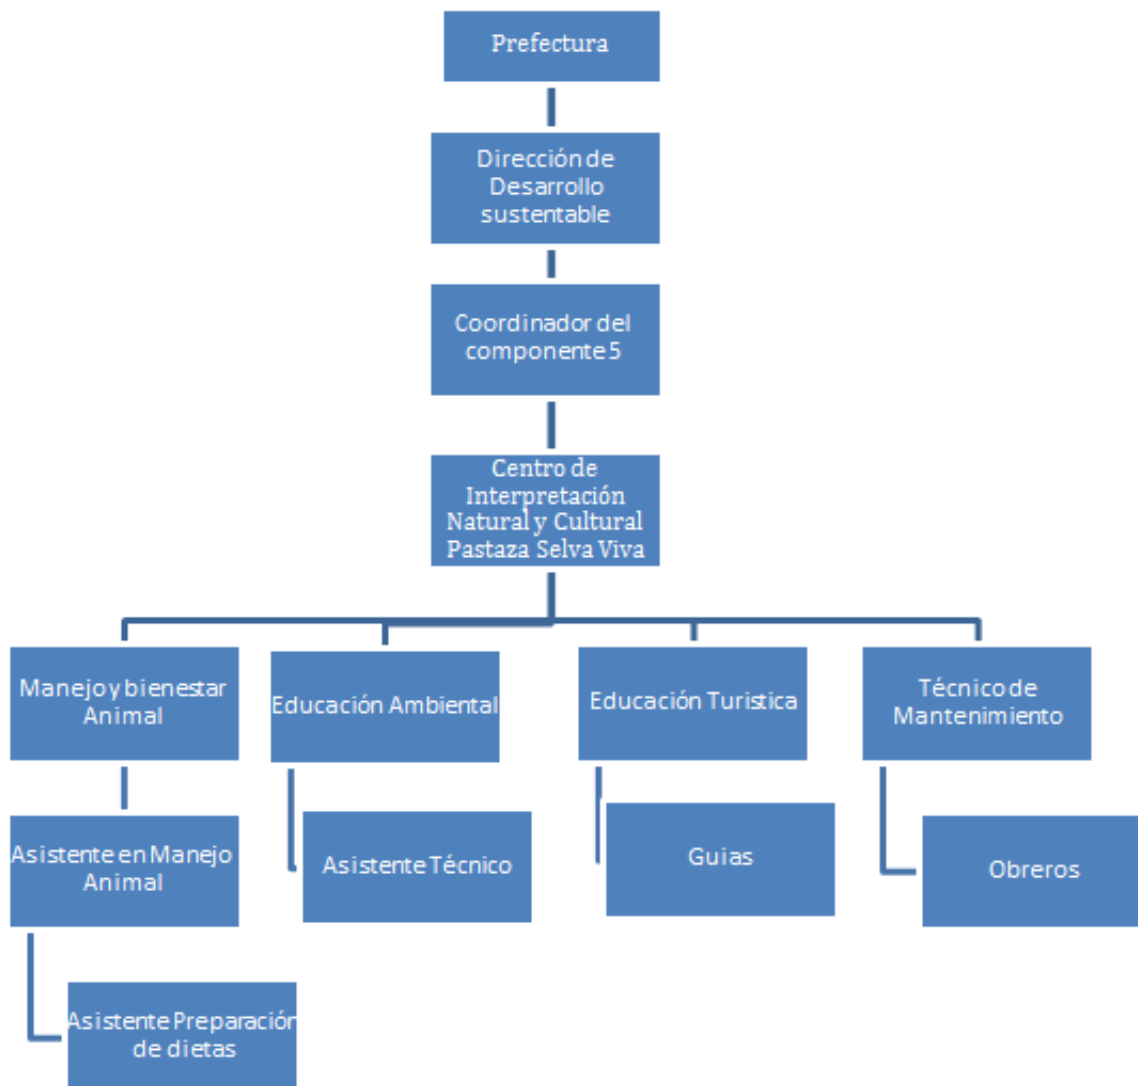 Prefectura
Dirección de
Desarrollo
sustentable
Coordinador del
componente 5
Centro de
Interpretación
Natural y Cultural
Pastaza Selva Viva
Manejo y bienestar
Animal
Educación Ambiental
Educación Turistica
Técnico de
Mantenimiento
Asistente en Manejo
Animal
Asistente Técnico
Guias
Obreros
Asistente Preparación
de dietas